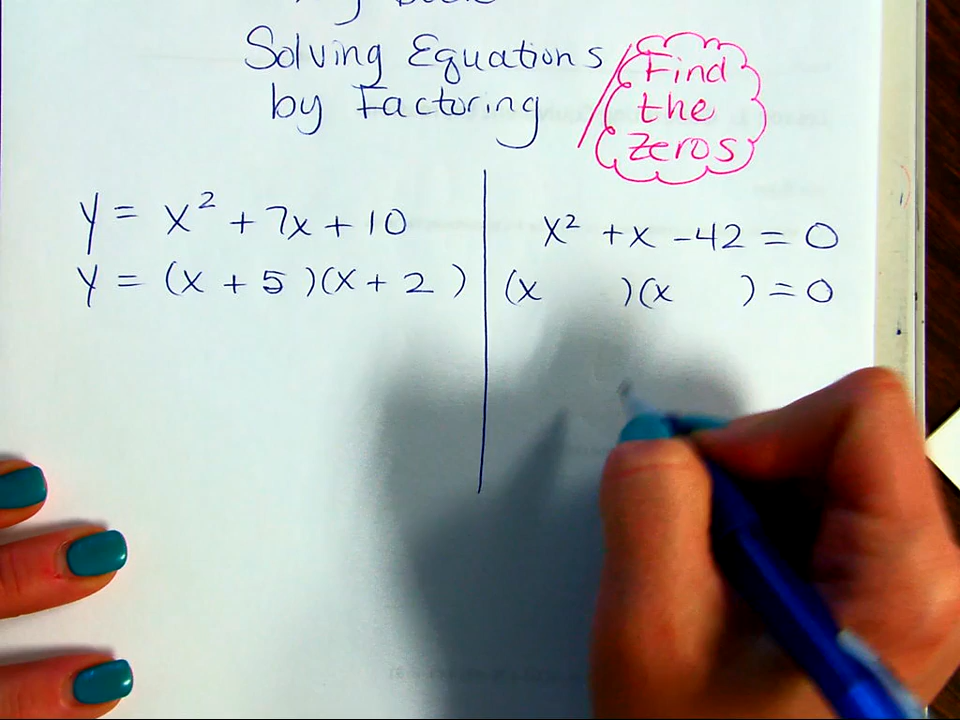 Solving Equations
by Factoring
Find
the
zeros
y = x² + 7x + 10
y = (x + 5)(x + 2)
x² + x - 42 = 0
(x )(x ) = 0